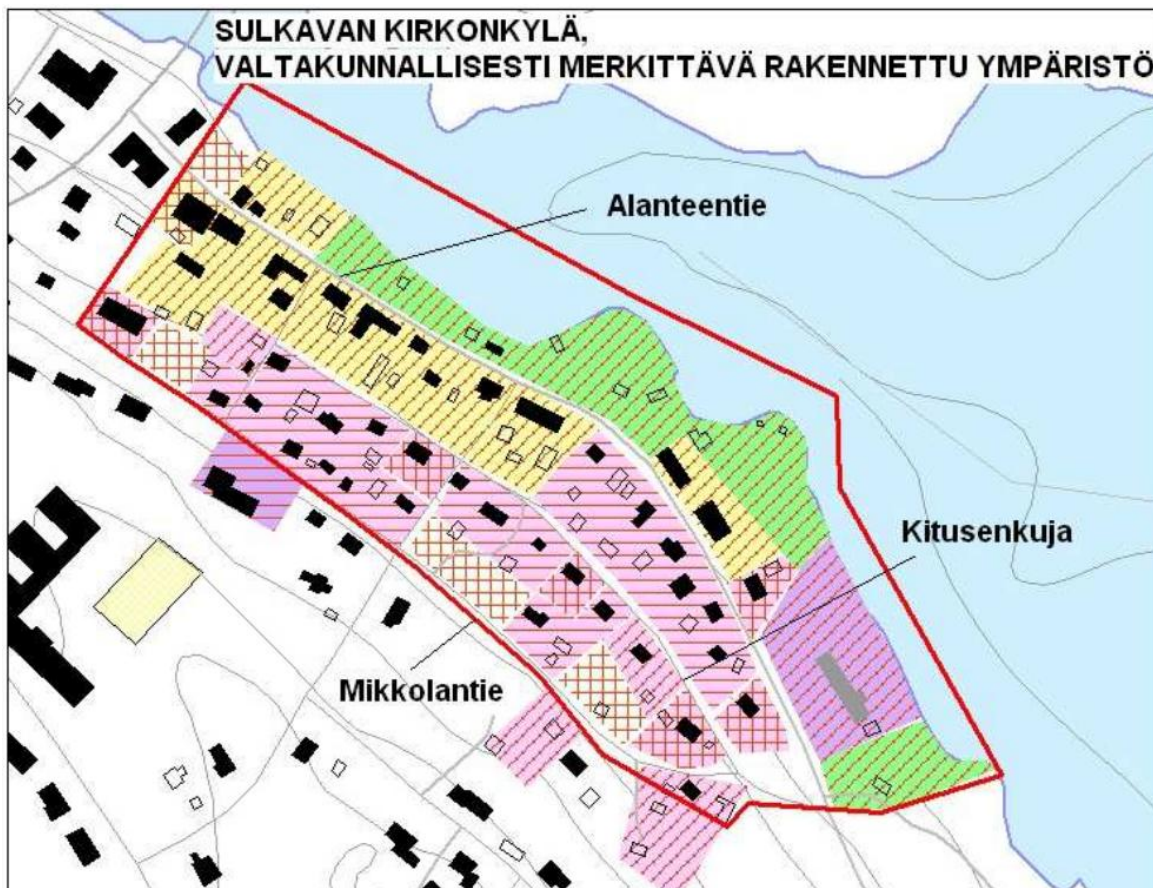 SULKAVAN KIRKONKYLÄ,
VALTAKUNNALLISESTI MERKITTÄVÄ RAKENNETTU YMPÄRISTÖ
Alanteentie
Kitusenkuja
Mikkolantie